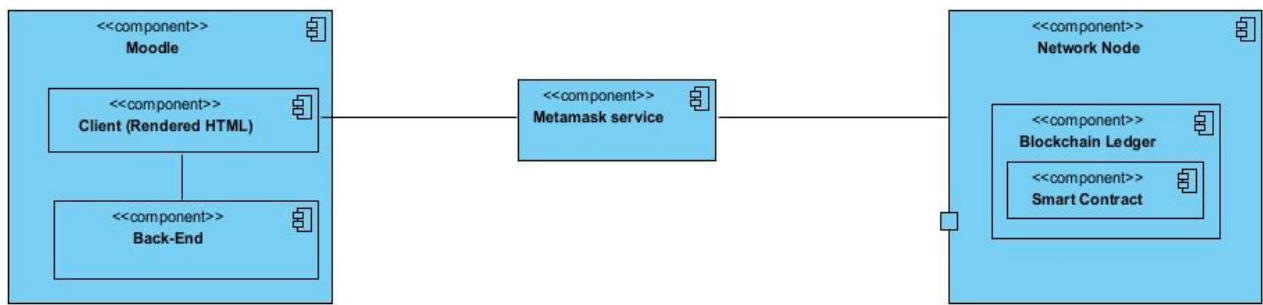 <<component>>
Moodle
<<component>>
Client (Rendered HTML)
<<component>>
Back-End
<<component>>
Metamask service
<<component>>
Network Node
<<component>>
Blockchain Ledger
<<component>>
Smart Contract